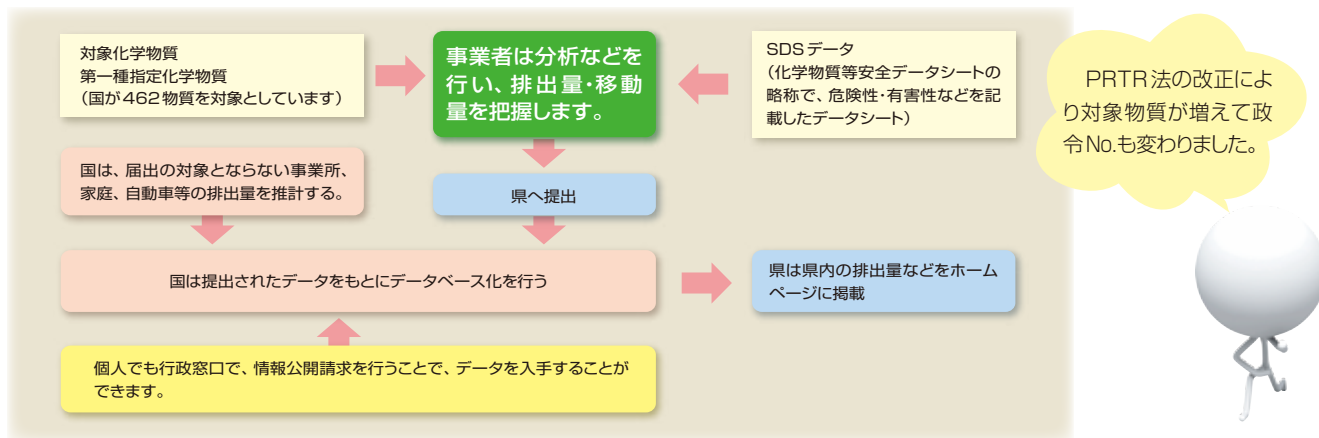 対象化学物質
第一種指定化学物質
（国が462物質を対象としています）
事業者は分析などを
行い、排出量・移動
量を把握します。
SDSデータ
（化学物質等安全データシートの
略称で、危険性・有害性などを記
載したデータシート）
PRTR法の改正によ
り対象物質が増えて政
令No.も変わりました。
国は、届出の対象とならない事業所、
家庭、自動車等の排出量を推計する。
県へ提出
国は提出されたデータをもとにデータベース化を行う
県は県内の排出量などをホーム
ページに掲載
個人でも行政窓口で、情報公開請求を行うことで、データを入手することが
できます。